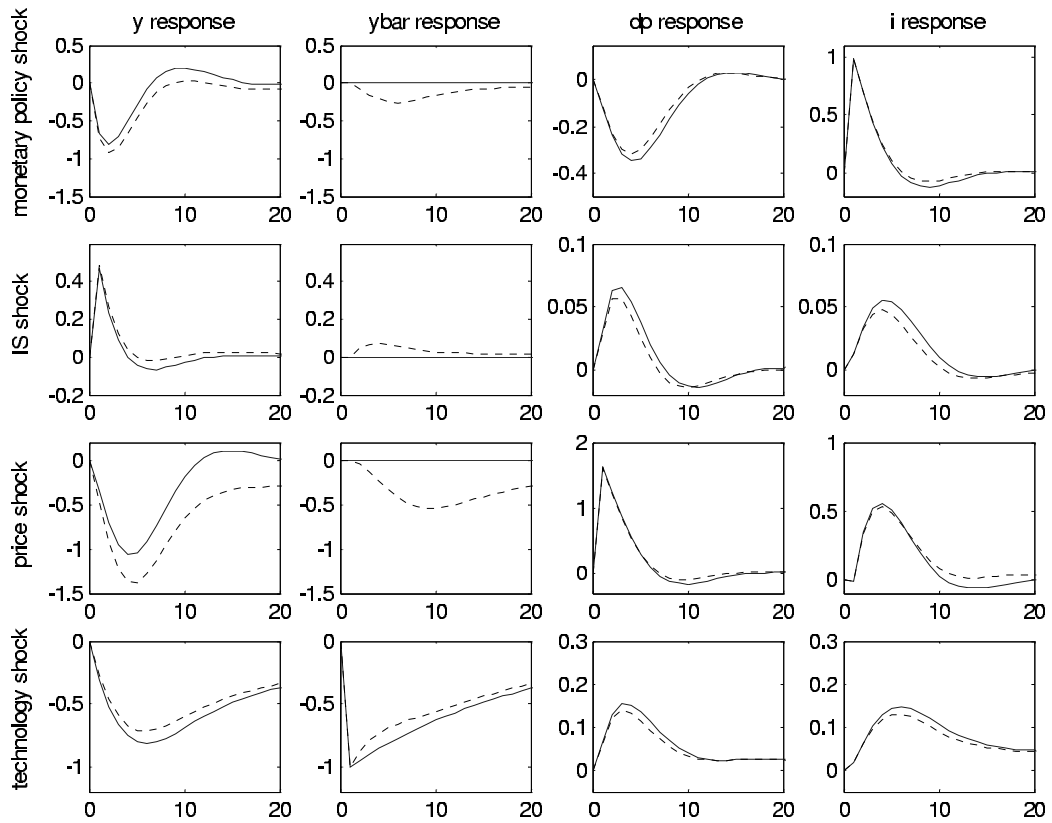 y response ybar response dp response i response
monetary policy shock
0.5 0 -0.5 -1 -1.5 0 10 20
0.5 0 -0.5 -1 -1.5 0 10 20
0 -0.2 -0.4 0 10 20
1 0.5 0 0 10 20
IS shock
0.4 0.2 0 -0.2 0 10 20
0.4 0.2 0 -0.2 0 10 20
0.1 0.05 0 0 10 20
0.1 0.05 0 0 10 20
price shock
0 -0.5 -1 -1.5 0 10 20
0 -0.5 -1 -1.5 0 10 20
2 1 0 0 10 20
1 0.5 0 0 10 20
technology shock
0 -0.5 -1 0 10 20
0 -0.5 -1 0 10 20
0.3 0.2 0.1 0 0 10 20
0.3 0.2 0.1 0 0 10 20